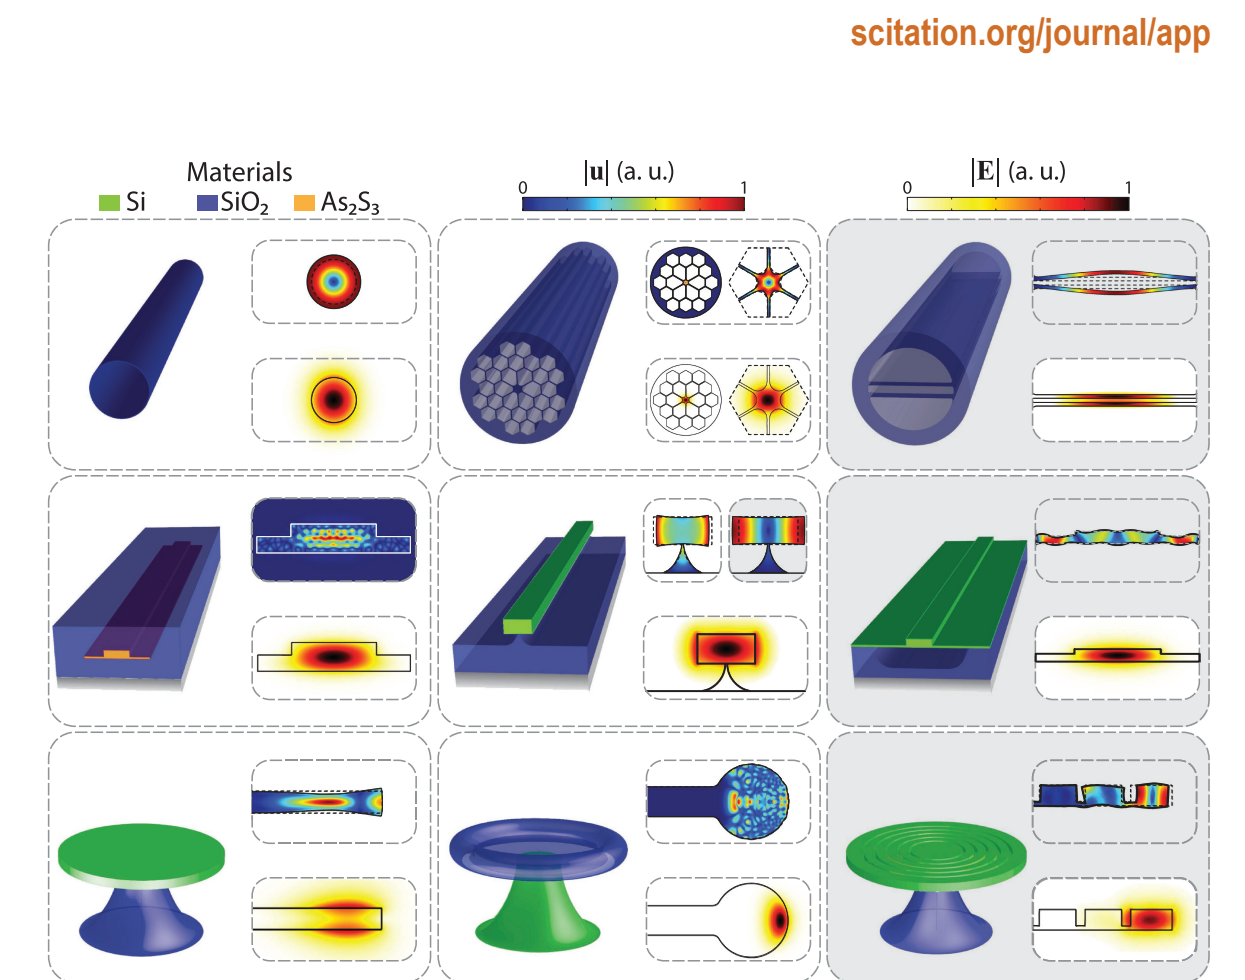 scitation.org/journal/app
Materials
Si SiO₂ As₂S₃
|u| (a. u.)
0 1
|E| (a. u.)
0 1